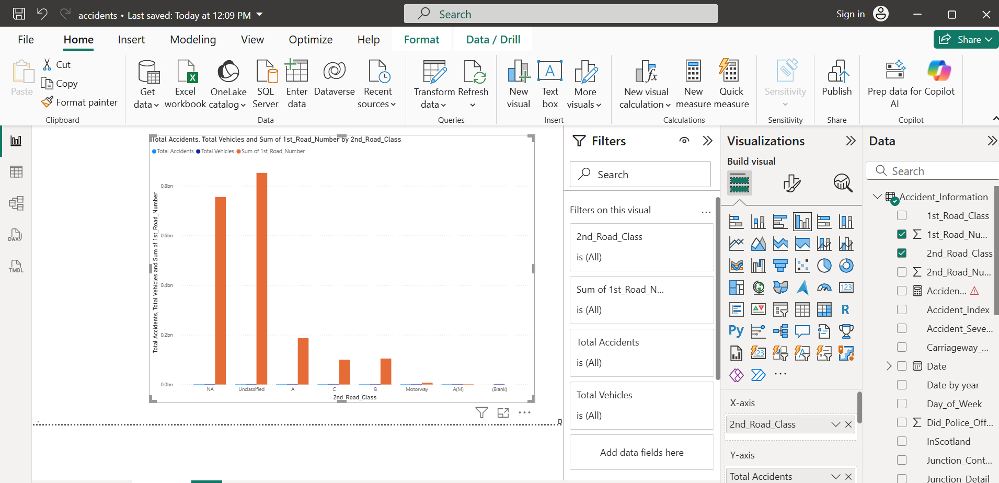 accidents • Last saved: Today at 12:09 PM
Search
Sign in
File
Home
Insert
Modeling
View
Optimize
Help
Format
Data / Drill
Share
Paste
Cut
Copy
Format painter
Clipboard
Get data
Excel workbook
OneLake catalog
SQL Server
Enter data
Dataverse
Recent sources
Data
Transform data
Refresh
Queries
New visual
Text box
More visuals
Insert
New visual calculation
New measure
Quick measure
Calculations
Sensitivity
Sensitivity
Publish
Share
Prep data for AI
Copilot
Copilot
DAX
TMDL
Total Accidents, Total Vehicles and Sum of 1st_Road_Number by 2nd_Road_Class
Total Accidents Total Vehicles Sum of 1st_Road_Number
Total Accidents, Total Vehicles and Sum of 1st_Road_Number
0.8bn
0.6bn
0.4bn
0.2bn
0.0bn
NA Unclassified A C B Motorway A(M) (Blank)
2nd_Road_Class
D
Filters
Search
Filters on this visual
...
2nd_Road_Class
is (All)
Sum of 1st_Road_N...
is (All)
Total Accidents
is (All)
Total Vehicles
is (All)
Add data fields here
Visualizations
Build visual
123
R
Py
123
A
...
X-axis
2nd_Road_Class
Y-axis
Total Accidents
Data
Search
Accident_Information
1st_Road_Class
1st_Road_Nu...
2nd_Road_Class
2nd_Road_Nu...
Acciden...
Accident_Index
Accident_Seve...
Carriageway_...
Date
Date by year
Day_of_Week
Did_Police_Off...
InScotland
Junction_Cont...
Junction_Detail